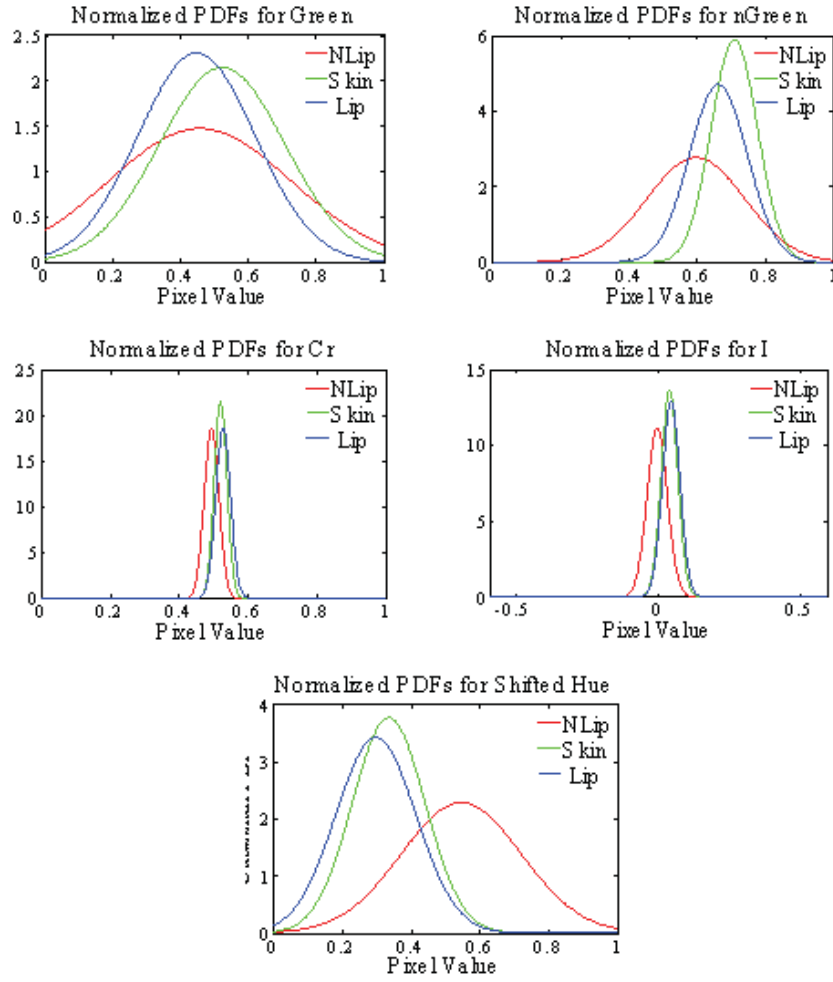 Normalized PDFs for Green
2.5
2
1.5
1
0.5
0
NLip
Skin
Lip
0 0.2 0.4 0.6 0.8 1
Pixel Value
Normalized PDFs for nGreen
6
4
2
0
NLip
Skin
Lip
0 0.2 0.4 0.6 0.8 1
Pixel Value
Normalized PDFs for Cr
25
20
15
10
5
0
NLip
Skin
Lip
0 0.2 0.4 0.6 0.8 1
Pixel Value
Normalized PDFs for I
15
10
5
0
NLip
Skin
Lip
-0.5 0 0.5
Pixel Value
Normalized PDFs for Shifted Hue
4
3
2
1
0
NLip
Skin
Lip
0 0.2 0.4 0.6 0.8 1
Pixel Value